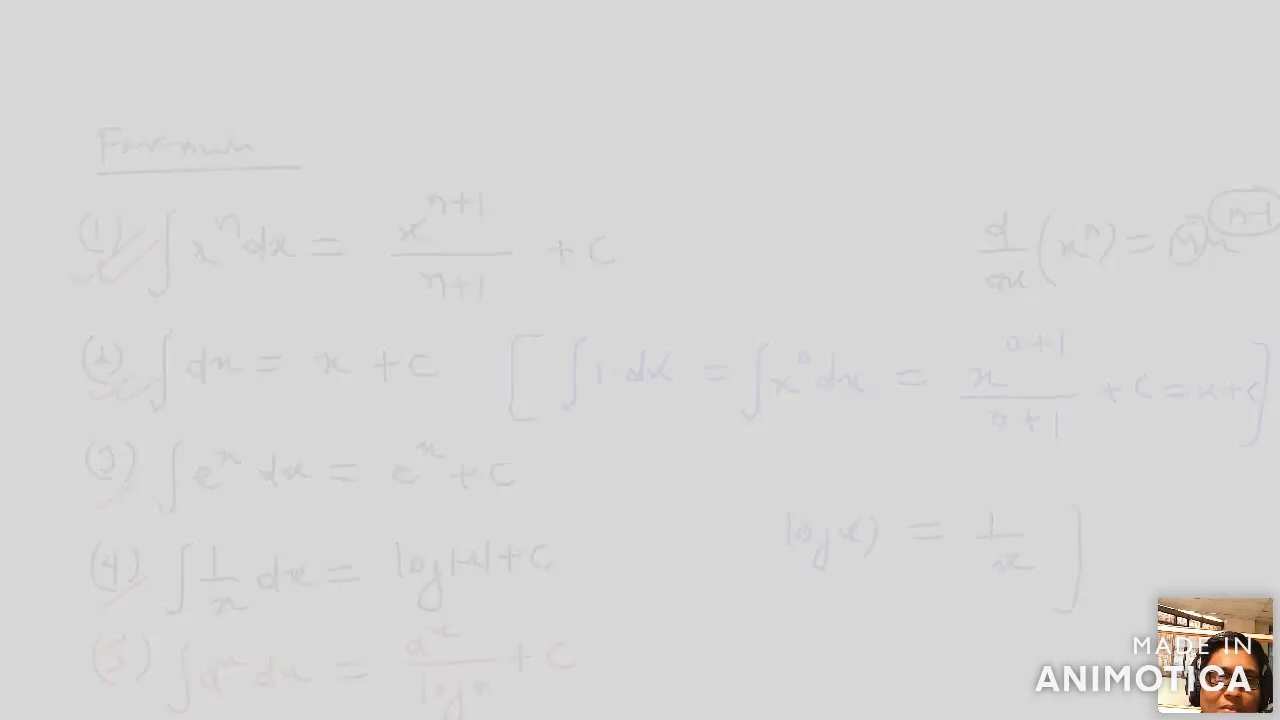 Formula
(1) ∫ xⁿ dx = xⁿ⁺¹ / n+1 + c
d/dx (xⁿ) = n xⁿ⁻¹
(2) ∫ dx = x + c [ ∫ 1·dx = ∫ x⁰ dx = x⁰⁺¹ / 0+1 + c = x + c ]
(3) ∫ eˣ dx = eˣ + c
(4) ∫ 1/x dx = log|x| + c
log x) = 1/x ]
(5) ∫ aˣ dx = aˣ / log + c
MADE IN
ANIMOTICA